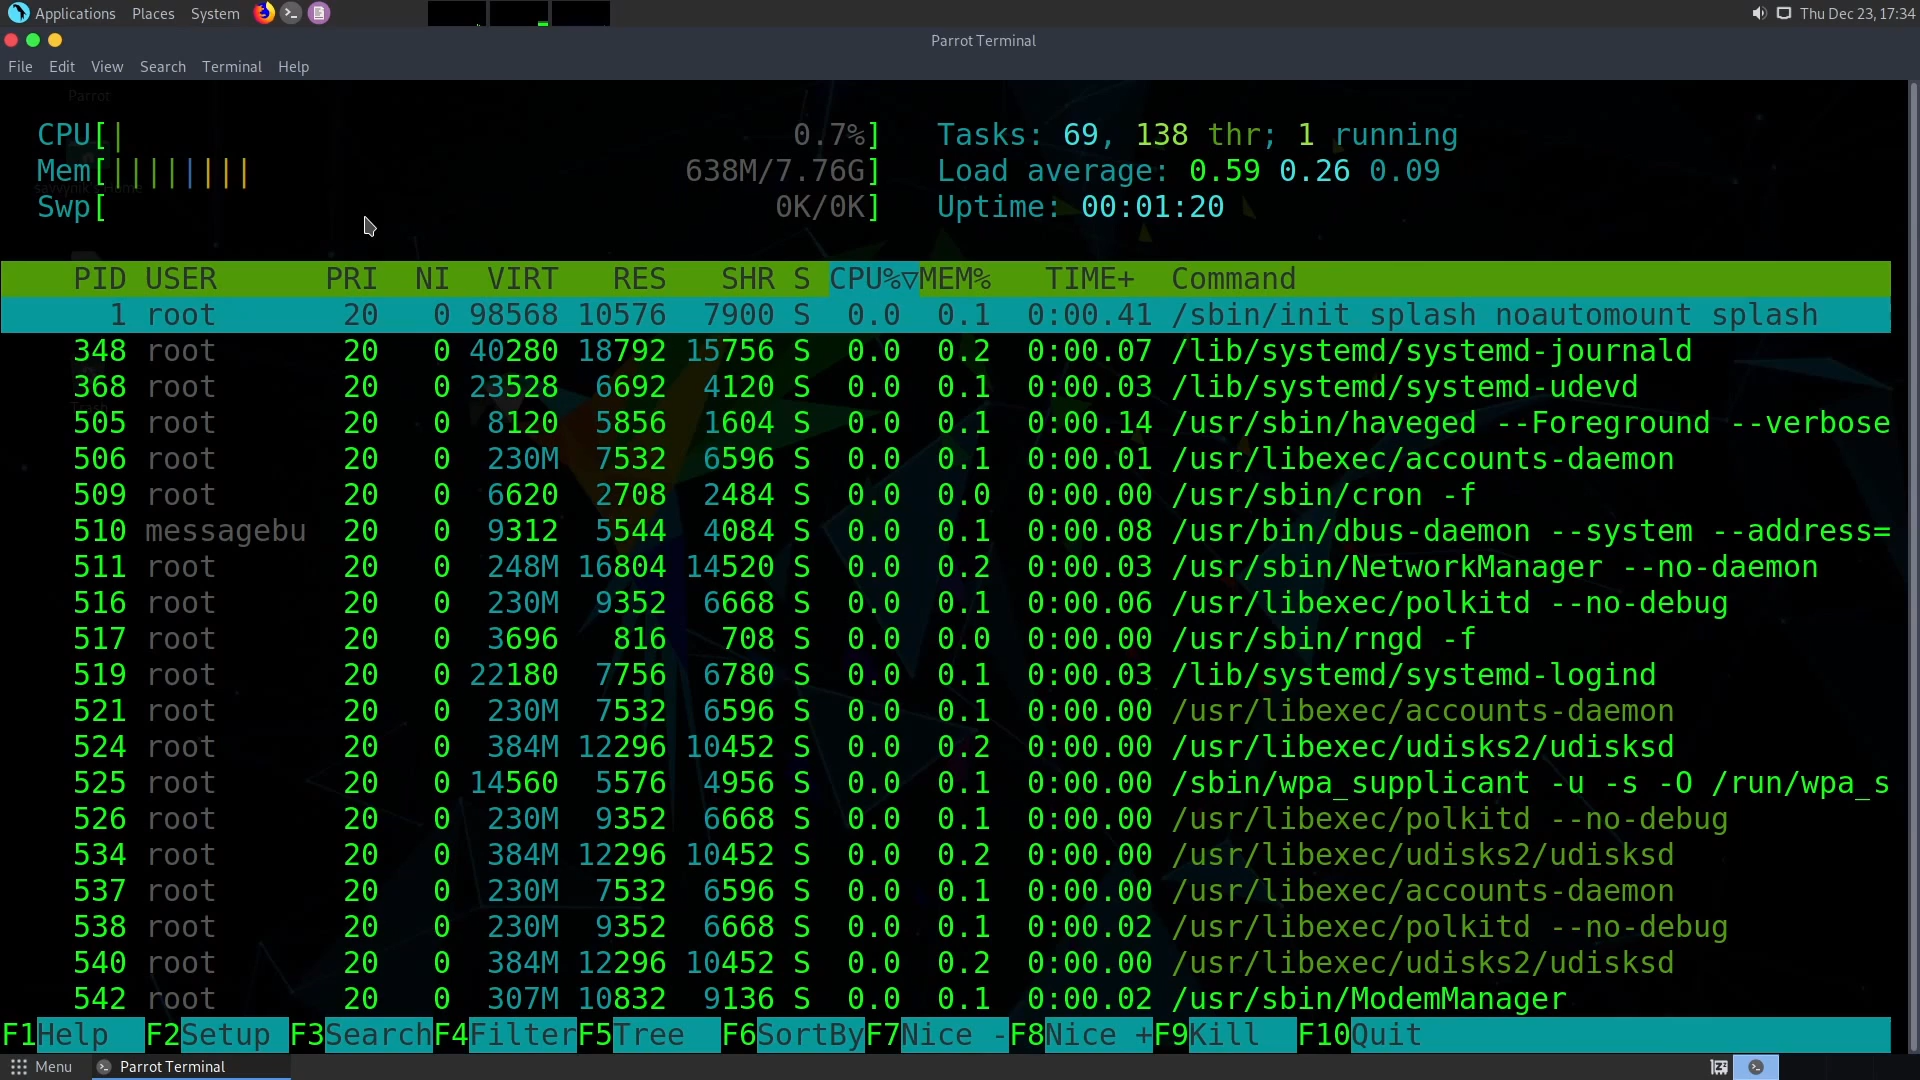 Applications Places System Thu Dec 23, 17:34
Parrot Terminal
File Edit View Search Terminal Help
Parrot
CPU[| 0.7%] Tasks: 69, 138 thr; 1 running
Mem[|||||||| 638M/7.76G] Load average: 0.59 0.26 0.09
Swp[ 0K/0K] Uptime: 00:01:20
PID USER PRI NI VIRT RES SHR S CPU%▽MEM% TIME+ Command
1 root 20 0 98568 10576 7900 S 0.0 0.1 0:00.41 /sbin/init splash noautomount splash
348 root 20 0 40280 18792 15756 S 0.0 0.2 0:00.07 /lib/systemd/systemd-journald
368 root 20 0 23528 6692 4120 S 0.0 0.1 0:00.03 /lib/systemd/systemd-udevd
505 root 20 0 8120 5856 1604 S 0.0 0.1 0:00.14 /usr/sbin/haveged --Foreground --verbose
506 root 20 0 230M 7532 6596 S 0.0 0.1 0:00.01 /usr/libexec/accounts-daemon
509 root 20 0 6620 2708 2484 S 0.0 0.0 0:00.00 /usr/sbin/cron -f
510 messagebu 20 0 9312 5544 4084 S 0.0 0.1 0:00.08 /usr/bin/dbus-daemon --system --address=
511 root 20 0 248M 16804 14520 S 0.0 0.2 0:00.03 /usr/sbin/NetworkManager --no-daemon
516 root 20 0 230M 9352 6668 S 0.0 0.1 0:00.06 /usr/libexec/polkitd --no-debug
517 root 20 0 3696 816 708 S 0.0 0.0 0:00.00 /usr/sbin/rngd -f
519 root 20 0 22180 7756 6780 S 0.0 0.1 0:00.03 /lib/systemd/systemd-logind
521 root 20 0 230M 7532 6596 S 0.0 0.1 0:00.00 /usr/libexec/accounts-daemon
524 root 20 0 384M 12296 10452 S 0.0 0.2 0:00.00 /usr/libexec/udisks2/udisksd
525 root 20 0 14560 5576 4956 S 0.0 0.1 0:00.00 /sbin/wpa_supplicant -u -s -O /run/wpa_s
526 root 20 0 230M 9352 6668 S 0.0 0.1 0:00.00 /usr/libexec/polkitd --no-debug
534 root 20 0 384M 12296 10452 S 0.0 0.2 0:00.00 /usr/libexec/udisks2/udisksd
537 root 20 0 230M 7532 6596 S 0.0 0.1 0:00.00 /usr/libexec/accounts-daemon
538 root 20 0 230M 9352 6668 S 0.0 0.1 0:00.02 /usr/libexec/polkitd --no-debug
540 root 20 0 384M 12296 10452 S 0.0 0.2 0:00.00 /usr/libexec/udisks2/udisksd
542 root 20 0 307M 10832 9136 S 0.0 0.1 0:00.02 /usr/sbin/ModemManager
F1Help F2Setup F3SearchF4FilterF5Tree F6SortByF7Nice -F8Nice +F9Kill F10Quit
Menu Parrot Terminal